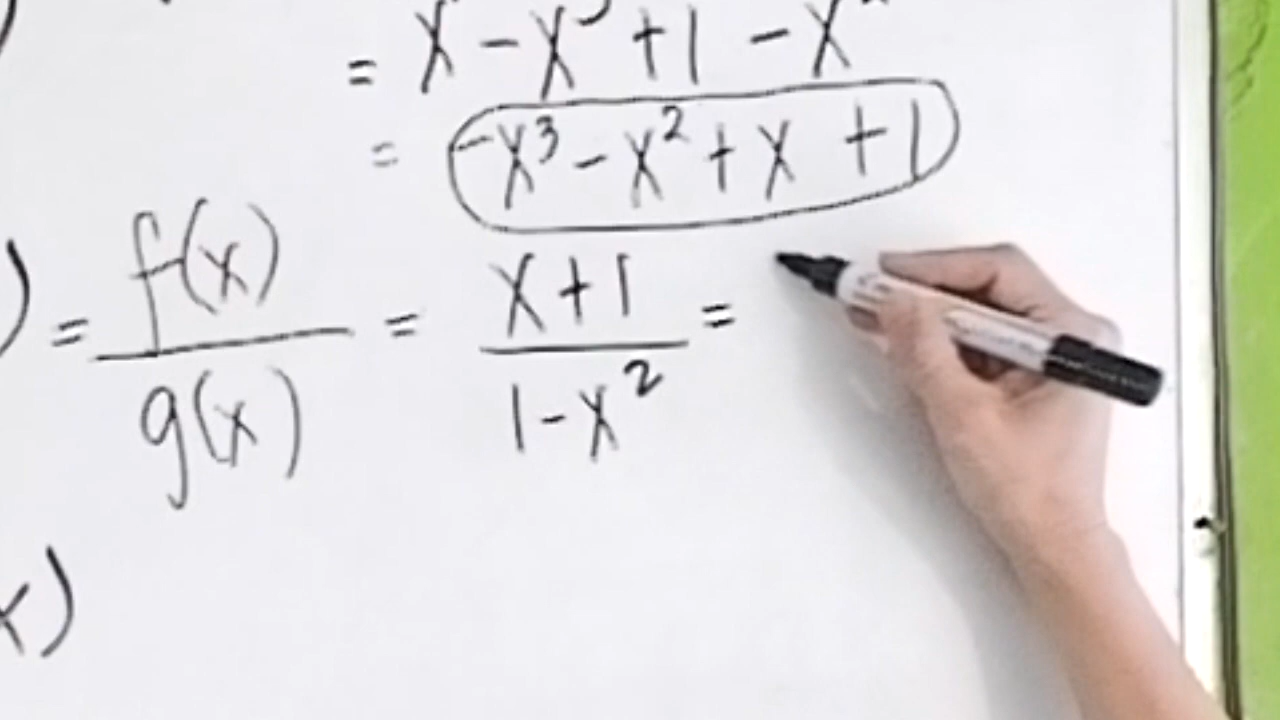 = x - x³ + 1 - x²
= -x³ - x² + x + 1
) = f(x)/g(x) = x+1/1-x² =
x)